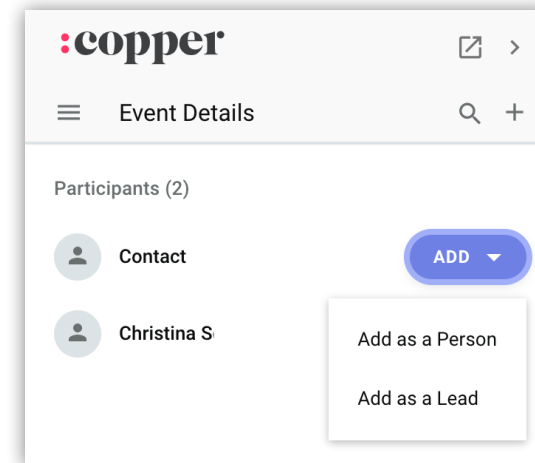 :copper
Event Details
Participants (2)
Contact
ADD
Christina S
Add as a Person
Add as a Lead